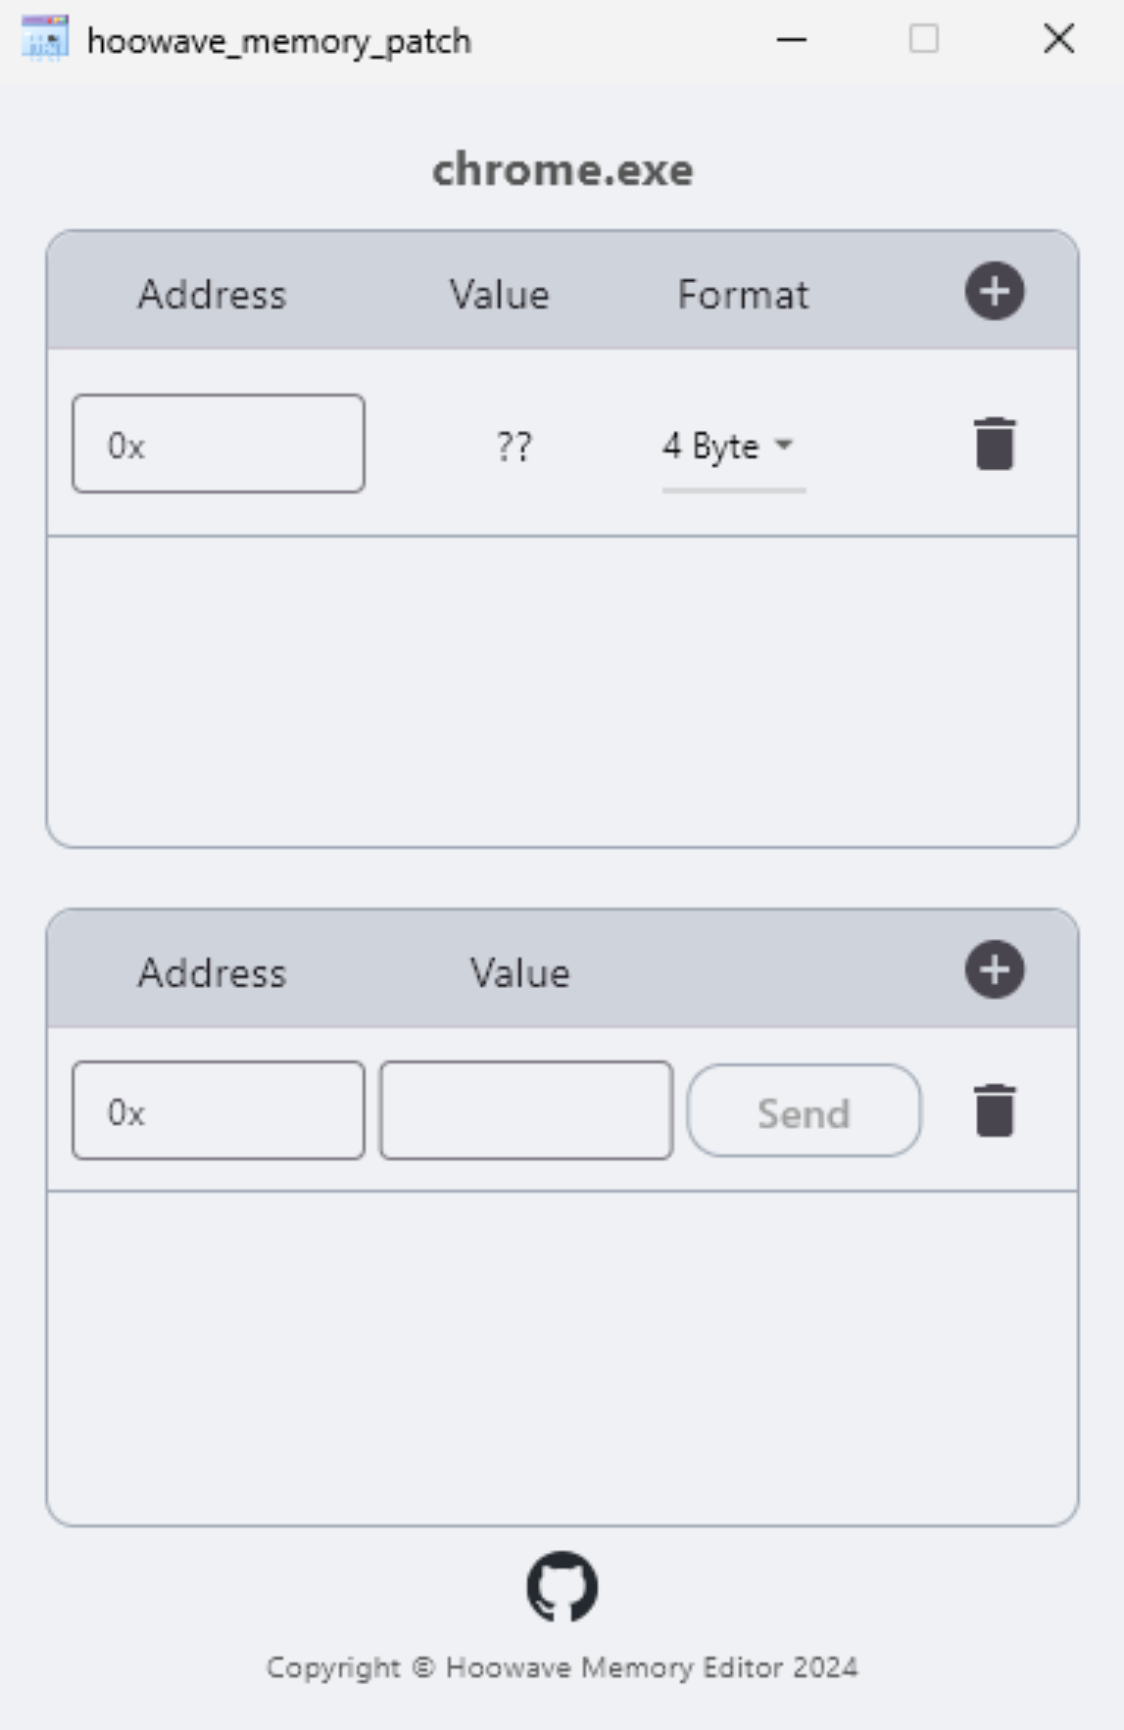 hoowave_memory_patch
chrome.exe
Address Value Format
0x ?? 4 Byte
Address Value
0x Send
Copyright © Hoowave Memory Editor 2024